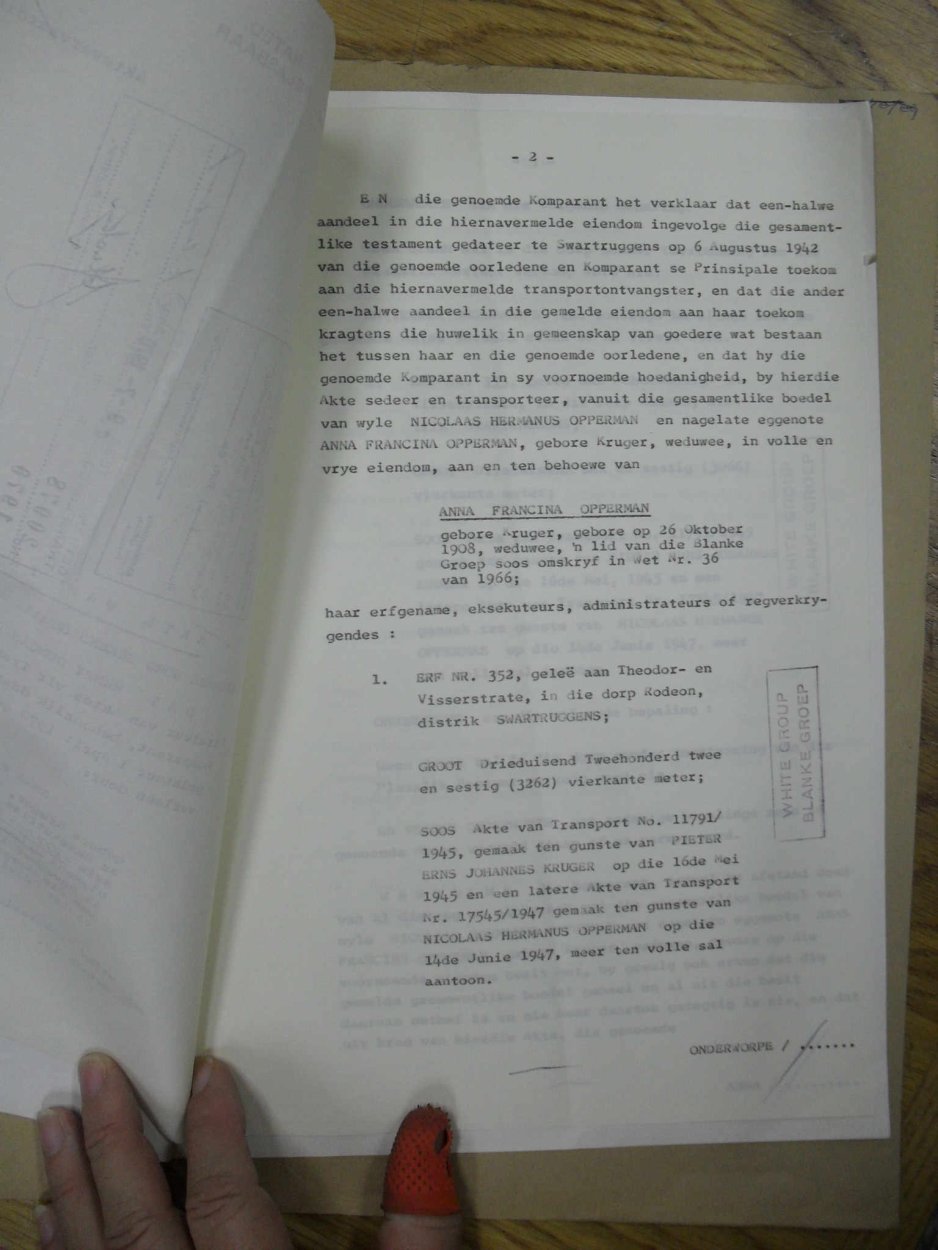 - 2 -
E N die genoemde Komparant het verklaar dat een-halwe
aandeel in die hiernavermelde eiendom ingevolge die gesament-
like testament gedateer te Swartruggens op 6 Augustus 1942
van die genoemde oorledene en Komparant se Prinsipale toekom
aan die hiernavermelde transportontvangster, en dat die ander
een-halwe aandeel in die gemelde eiendom aan haar toekom
kragtens die huwelik in gemeenskap van goedere wat bestaan
het tussen haar en die genoemde oorledene, en dat hy die
genoemde Komparant in sy voornoemde hoedanigheid, by hierdie
Akte sedeer en transporteer, vanuit die gesamentlike boedel
van wyle NICOLAAS HERMANUS OPPERMAN en nagelate eggenote
ANNA FRANCINA OPPERMAN, gebore Kruger, weduwee, in volle en
vrye eiendom, aan en ten behoewe van
ANNA FRANCINA OPPERMAN
gebore Kruger, gebore op 26 Oktober
1908, weduwee, 'n lid van die Blanke
Groep soos omskryf in Wet Nr. 36
van 1966;
haar erfgename, eksekuteurs, administrateurs of regverkry-
gendes :
1. ERF NR. 352, geleë aan Theodor- en
Visserstrate, in die dorp Rodeon,
distrik SWARTRUGGENS;
GROOT Drieduisend Tweehonderd twee
en sestig (3262) vierkante meter;
SOOS Akte van Transport No. 11791/
1945, gemaak ten gunste van PIETER
ERNS JOHANNES KRUGER op die 16de Mei
1945 en een latere Akte van Transport
Nr. 17545/1947 gemaak ten gunste van
NICOLAAS HERMANUS OPPERMAN op die
14de Junie 1947, meer ten volle sal
aantoon.
ONDERWORPE / .......
WHITE GROUP
BLANKE GROEP